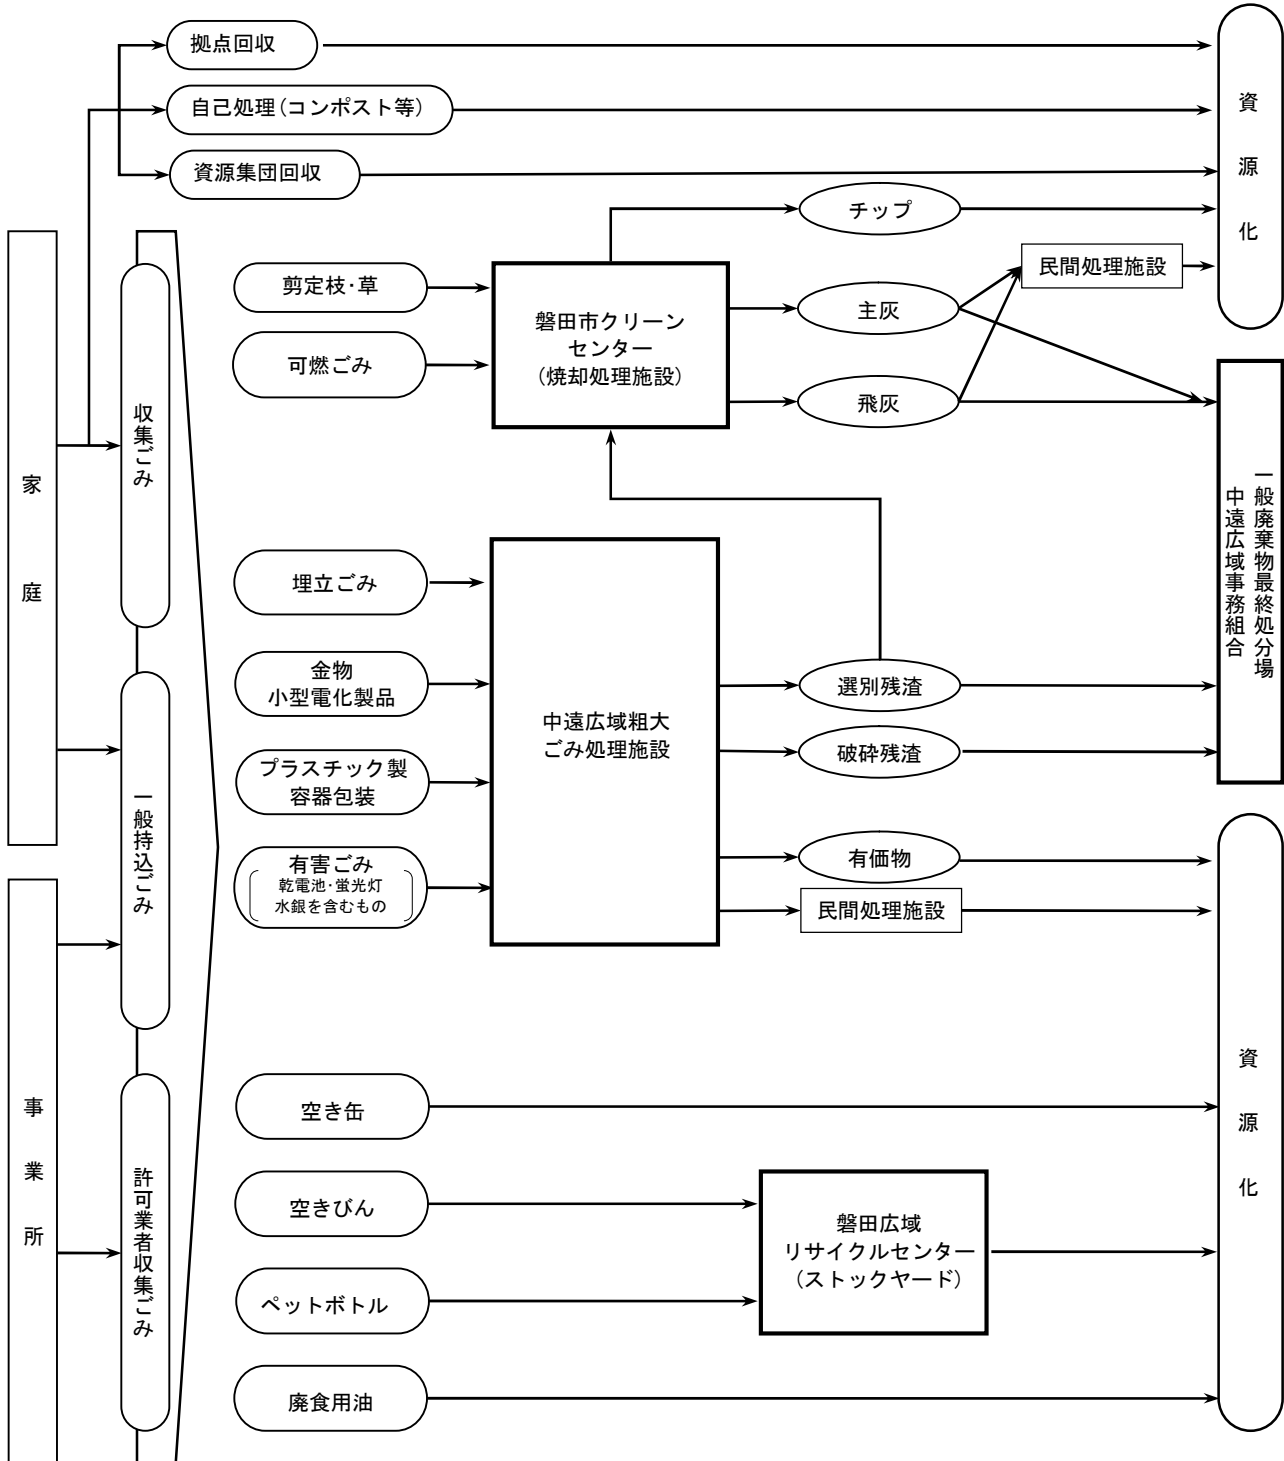 拠点回収
自己処理（コンポスト等）
資源集団回収
資源化
チップ
剪定枝・草
可燃ごみ
磐田市クリーン
センター
（焼却処理施設）
主灰
飛灰
民間処理施設
家庭
収集ごみ
一般廃棄物最終処分場
中遠広域事務組合
埋立ごみ
金物
小型電化製品
プラスチック製
容器包装
有害ごみ
乾電池・蛍光灯
水銀を含むもの
中遠広域粗大
ごみ処理施設
選別残渣
破砕残渣
有価物
民間処理施設
一般持込ごみ
事業所
許可業者収集ごみ
空き缶
空きびん
ペットボトル
廃食用油
磐田広域
リサイクルセンター
（ストックヤード）
資源化